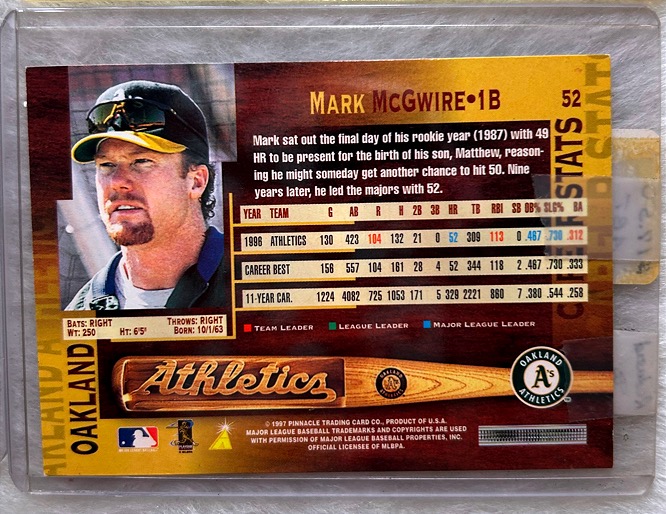 MARK MCGWIRE•1B
52
Mark sat out the final day of his rookie year (1987) with 49
HR to be present for the birth of his son, Matthew, reason-
ing he might someday get another chance to hit 50. Nine
years later, he led the majors with 52.
YEAR TEAM G AB R H 2B 3B HR TB RBI SB OB% SLG% BA
1996 ATHLETICS 130 423 104 132 21 0 52 309 113 0 .467 .730 .312
CAREER BEST 156 557 104 161 28 4 52 344 118 2 .467 .730 .333
11-YEAR CAR. 1224 4082 725 1053 171 5 329 2221 860 7 .380 .544 .258
TEAM LEADER LEAGUE LEADER MAJOR LEAGUE LEADER
BATS: RIGHT THROWS: RIGHT
WT: 250 HT: 6'5" BORN: 10/1/63
OAKLAND
STATS
Athletics
OAKLAND
A's
ATHLETICS
© 1997 PINNACLE TRADING CARD CO., PRODUCT OF U.S.A.
MAJOR LEAGUE BASEBALL TRADEMARKS AND COPYRIGHTS ARE USED
WITH PERMISSION OF MAJOR LEAGUE BASEBALL PROPERTIES, INC.
OFFICIAL LICENSEE OF MLBPA.